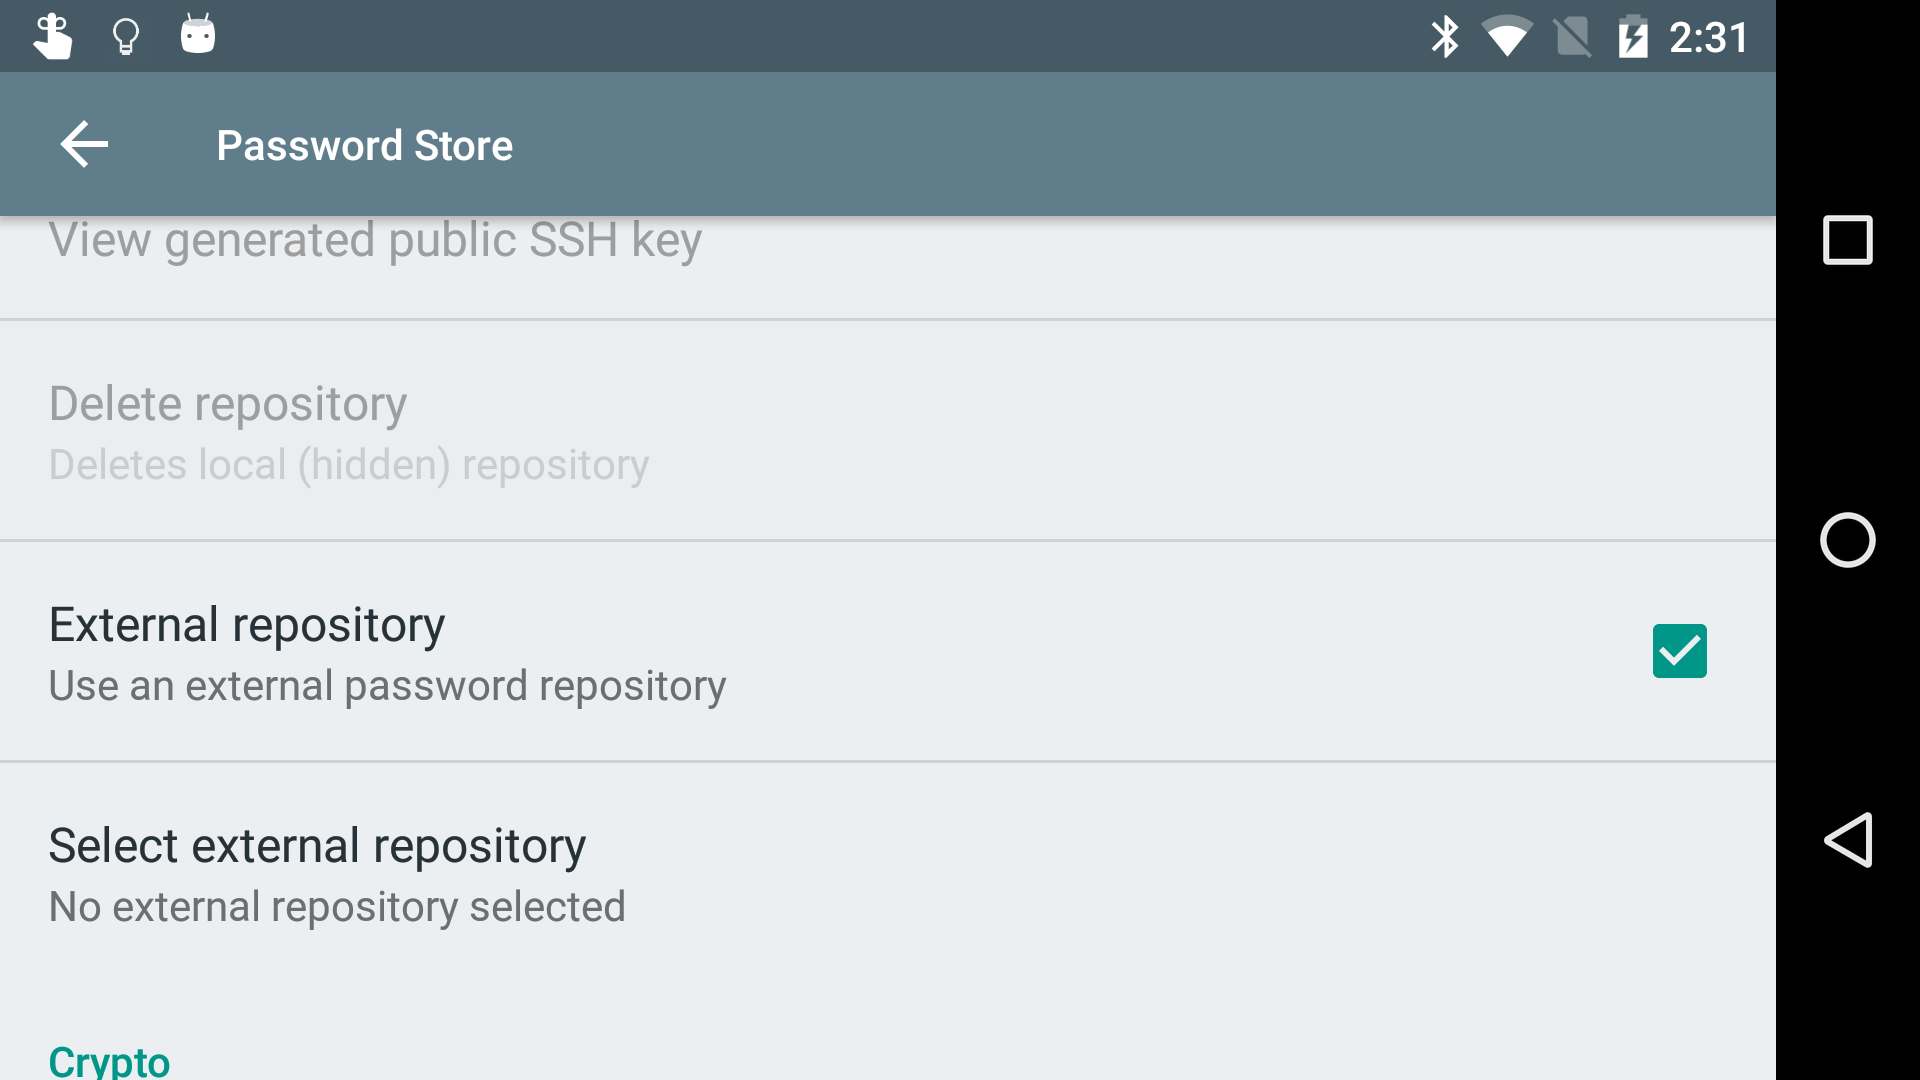 2:31
Password Store
View generated public SSH key
Delete repository
Deletes local (hidden) repository
External repository
Use an external password repository
Select external repository
No external repository selected
Crypto